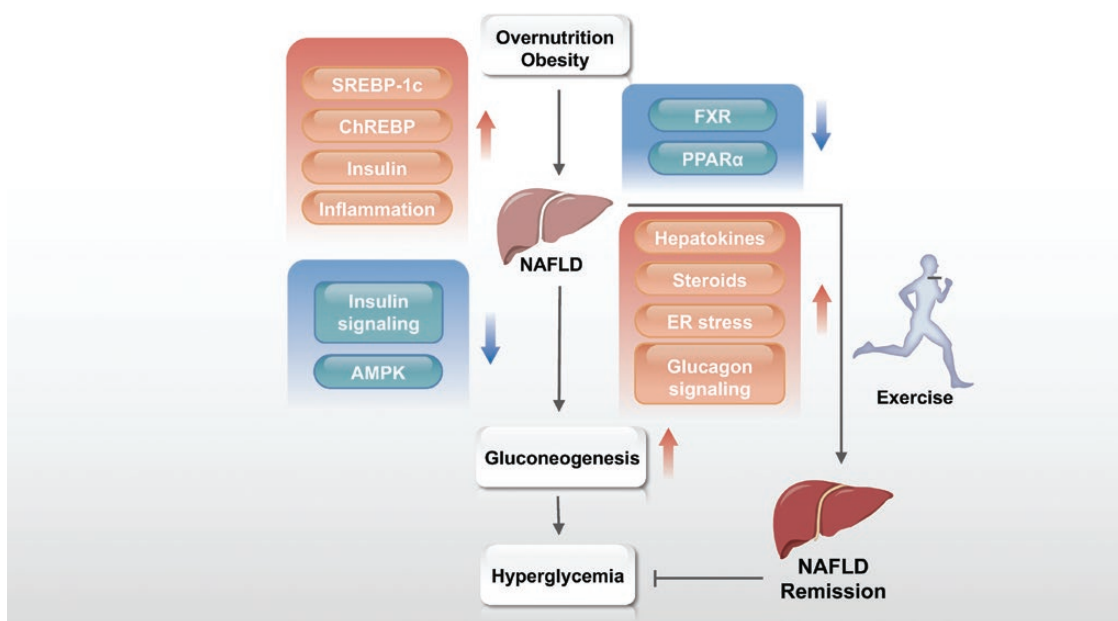 Overnutrition
Obesity
SREBP-1c
ChREBP
Insulin
Inflammation
FXR
PPARα
NAFLD
Insulin
signaling
AMPK
Hepatokines
Steroids
ER stress
Glucagon
signaling
Exercise
Gluconeogenesis
Hyperglycemia
NAFLD
Remission